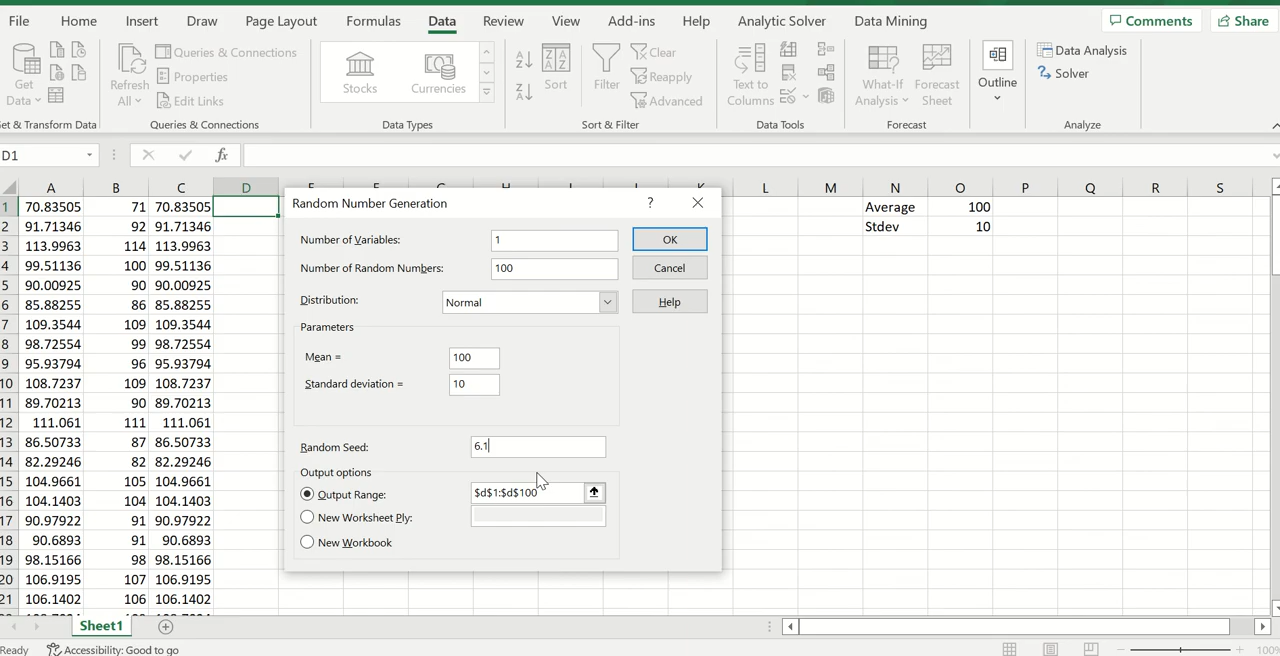 File Home Insert Draw Page Layout Formulas Data Review View Add-ins Help Analytic Solver Data Mining Comments Share
Get Data Refresh All Queries & Connections Properties Edit Links Stocks Currencies Sort Filter Clear Reapply Advanced Text to Columns What-If Analysis Forecast Sheet Outline Data Analysis Solver
et & Transform Data Queries & Connections Data Types Sort & Filter Data Tools Forecast Analyze
D1 fx
A B C D E F G H I J K L M N O P Q R S
1 70.83505 71 70.83505 Average 100
2 91.71346 92 91.71346 Stdev 10
3 113.9963 114 113.9963
4 99.51136 100 99.51136
5 90.00925 90 90.00925
6 85.88255 86 85.88255
7 109.3544 109 109.3544
8 98.72554 99 98.72554
9 95.93794 96 95.93794
10 108.7237 109 108.7237
11 89.70213 90 89.70213
12 111.061 111 111.061
13 86.50733 87 86.50733
14 82.29246 82 82.29246
15 104.9661 105 104.9661
16 104.1403 104 104.1403
17 90.97922 91 90.97922
18 90.6893 91 90.6893
19 98.15166 98 98.15166
20 106.9195 107 106.9195
21 106.1402 106 106.1402
Random Number Generation ?
Number of Variables: 1 OK
Number of Random Numbers: 100 Cancel
Distribution: Normal Help
Parameters
Mean = 100
Standard deviation = 10
Random Seed: 6.1
Output options
Output Range: $d$1:$d$100
New Worksheet Ply:
New Workbook
Sheet1
Ready Accessibility: Good to go 100%